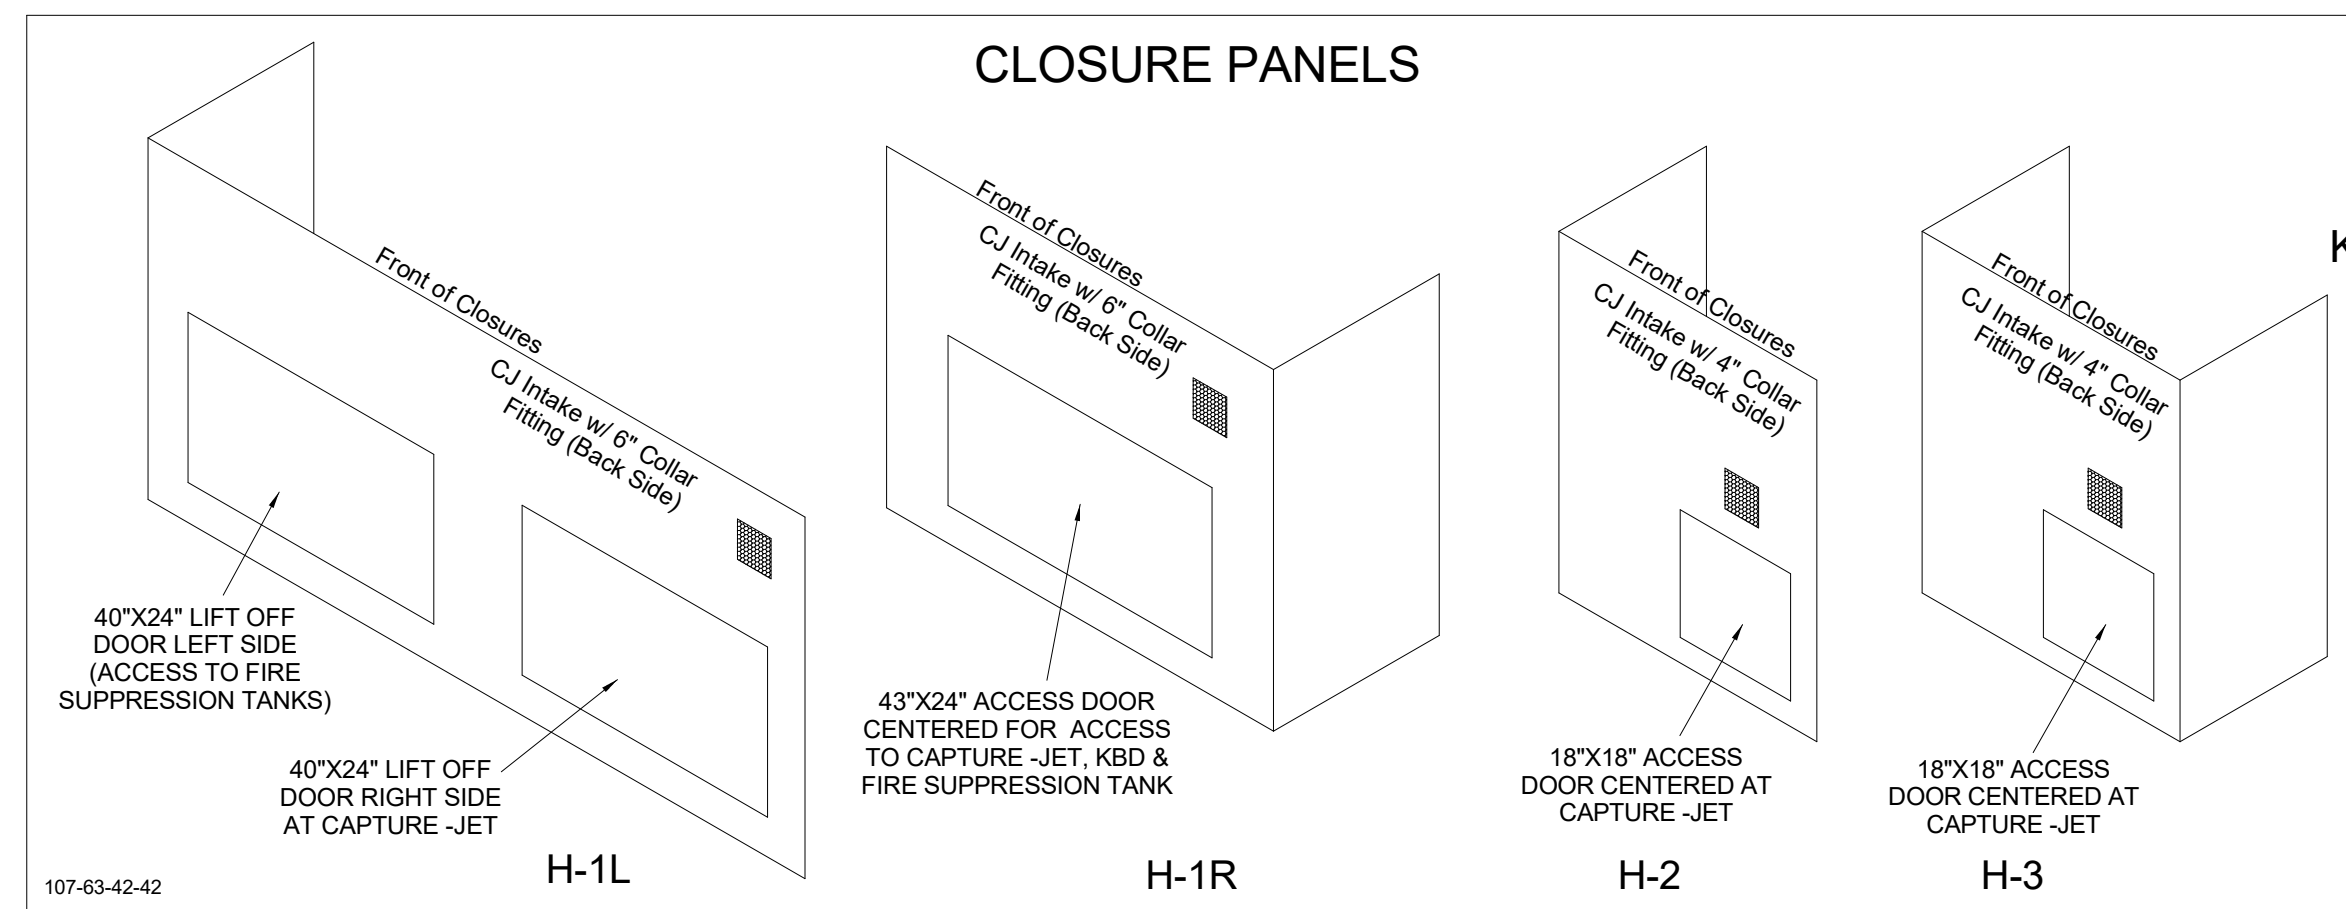 CLOSURE PANELS
Front of Closures
CJ Intake w/ 6" Collar
Fitting (Back Side)
40"X24" LIFT OFF
DOOR LEFT SIDE
(ACCESS TO FIRE
SUPPRESSION TANKS)
40"X24" LIFT OFF
DOOR RIGHT SIDE
AT CAPTURE -JET
H-1L
107-63-42-42
Front of Closures
CJ Intake w/ 6" Collar
Fitting (Back Side)
43"X24" ACCESS DOOR
CENTERED FOR ACCESS
TO CAPTURE -JET, KBD &
FIRE SUPPRESSION TANK
H-1R
Front of Closures
CJ Intake w/ 4" Collar
Fitting (Back Side)
18"X18" ACCESS
DOOR CENTERED AT
CAPTURE -JET
H-2
Front of Closures
CJ Intake w/ 4" Collar
Fitting (Back Side)
18"X18" ACCESS
DOOR CENTERED AT
CAPTURE -JET
H-3